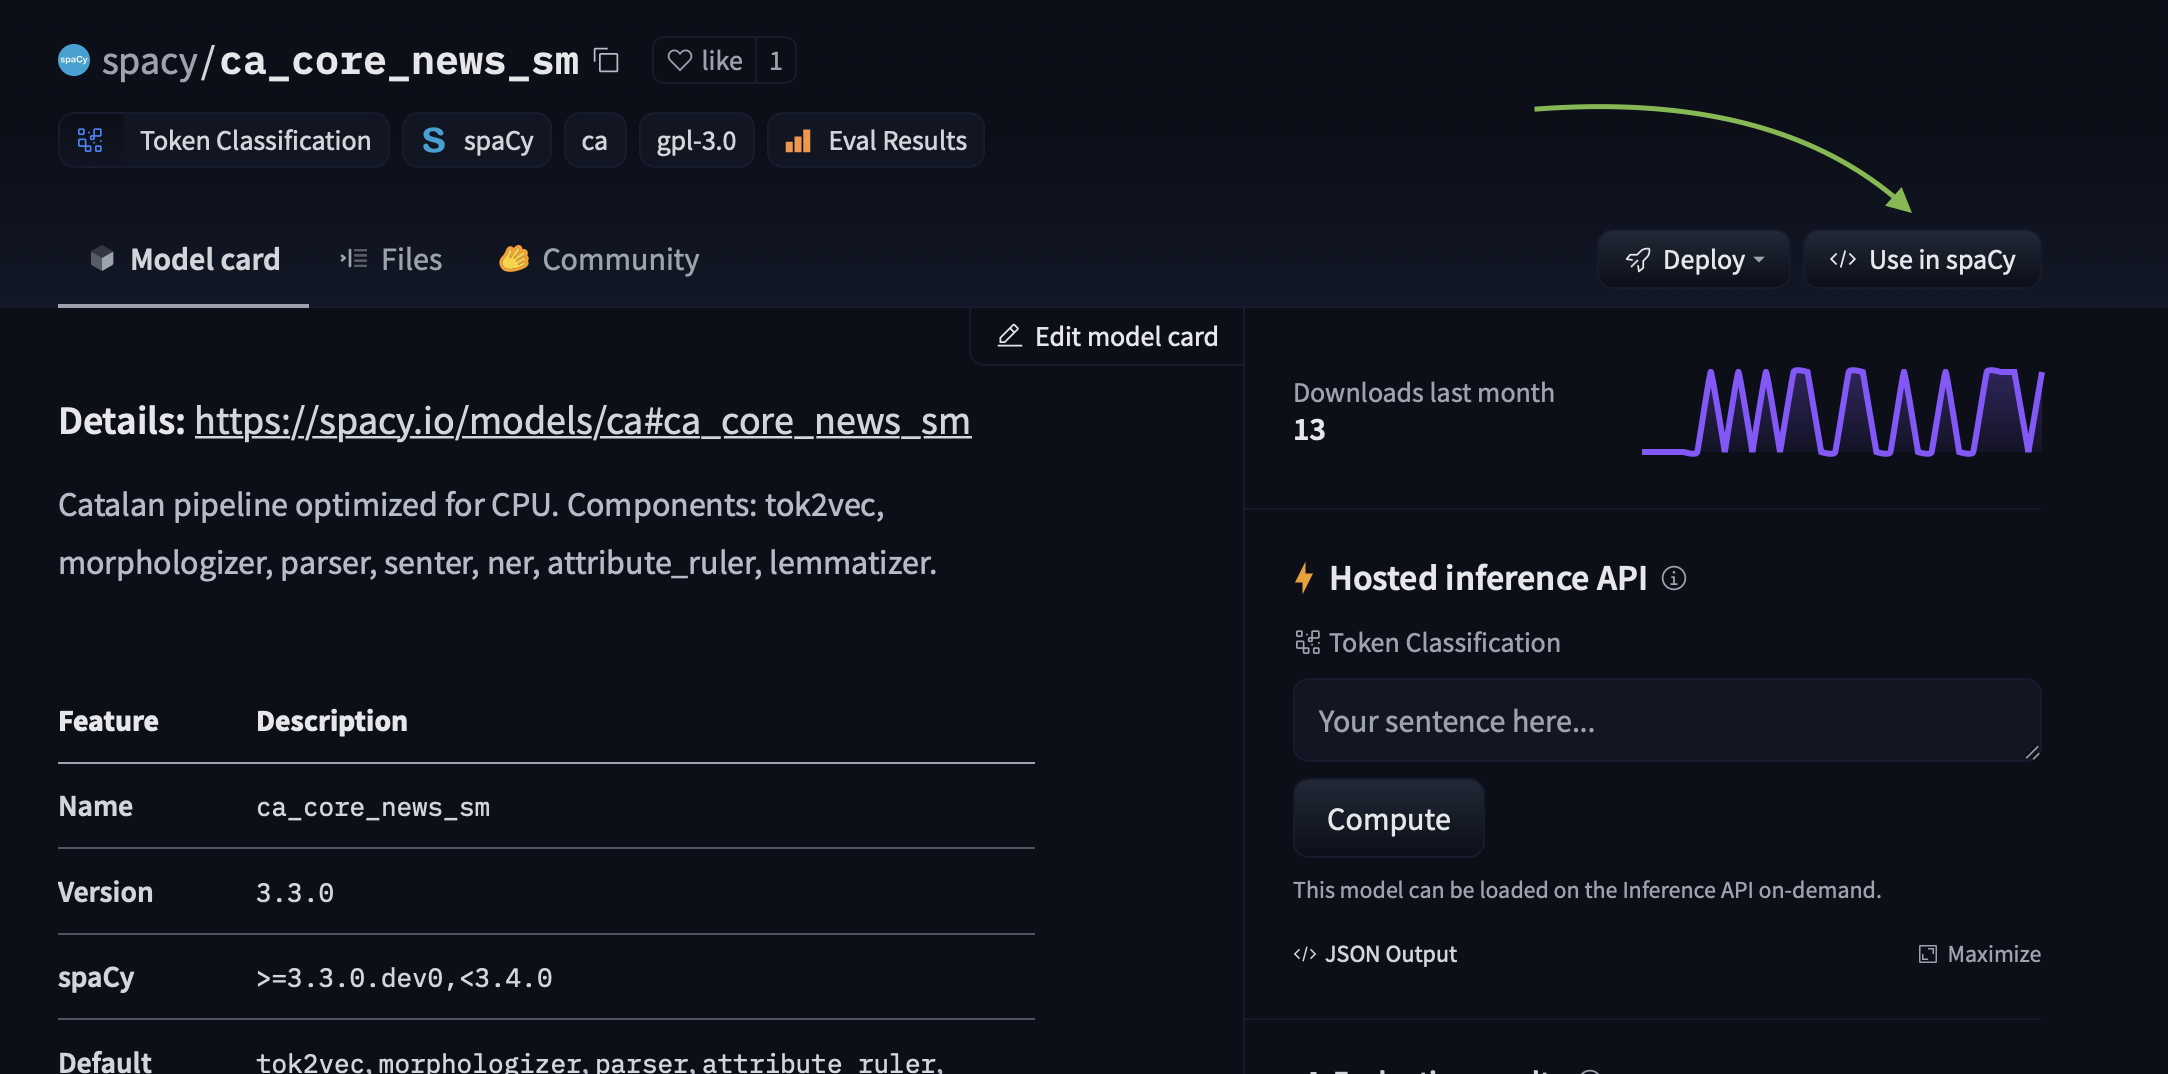 spaCy spacy/ca_core_news_sm like 1
Token Classification spaCy ca gpl-3.0 Eval Results
Model card Files Community Deploy </> Use in spaCy
Edit model card
Details: https://spacy.io/models/ca#ca_core_news_sm
Catalan pipeline optimized for CPU. Components: tok2vec,
morphologizer, parser, senter, ner, attribute_ruler, lemmatizer.
Feature Description
Name ca_core_news_sm
Version 3.3.0
spaCy >=3.3.0.dev0,<3.4.0
Default tok2vec, morphologizer, parser, attribute_ruler,
Downloads last month
13
Hosted inference API
Token Classification
Your sentence here...
Compute
This model can be loaded on the Inference API on-demand.
</> JSON Output Maximize